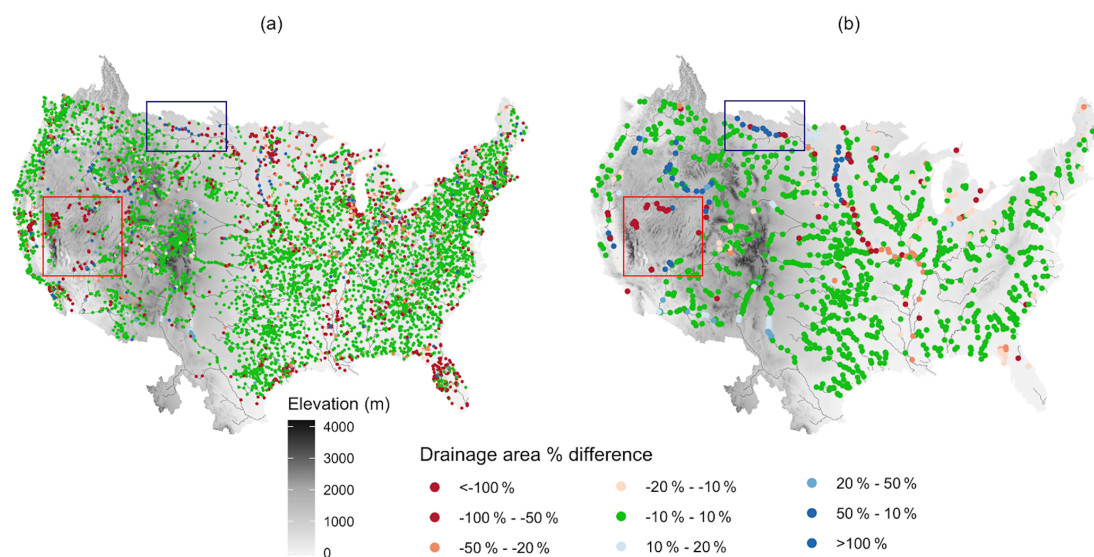 (a) (b)
Elevation (m)
4000
3000
2000
1000
0
Drainage area % difference
<-100 % -20 % - -10 % 20 % - 50 %
-100 % - -50 % -10 % - 10 % 50 % - 10 %
-50 % - -20 % 10 % - 20 % >100 %